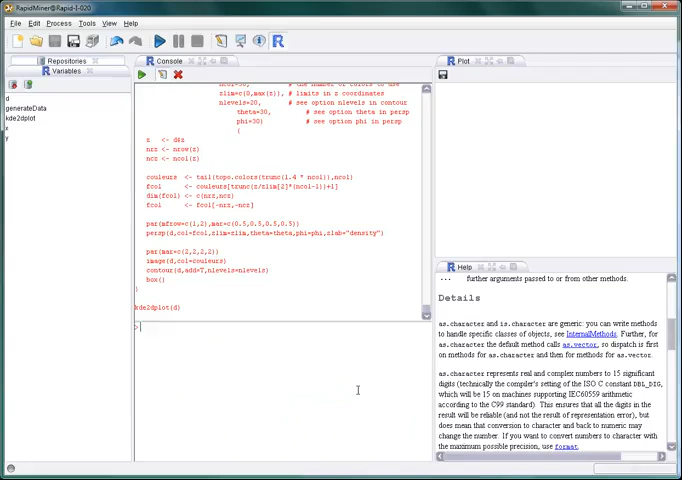 RapidMiner@Rapid-I-020
File Edit Process Tools View Help
Repositories
Variables
d
generateData
kde2dplot
x
y
Console
ncol=50, # the number of colors to use
zlim=c(0,max(z)), # limits in z coordinates
nlevels=20, # see option nlevels in contour
theta=30, # see option theta in persp
phi=30) # see option phi in persp
{
z <- d$z
nrz <- nrow(z)
ncz <- ncol(z)
couleurs <- tail(topo.colors(trunc(1.4 * ncol)),ncol)
fcol <- couleurs[trunc(z/zlim[2]*(ncol-1))+1]
dim(fcol) <- c(nrz,ncz)
fcol <- fcol[-nrz,-ncz]
par(mfrow=c(1,2),mar=c(0.5,0.5,0.5,0.5))
persp(d,col=fcol,zlim=zlim,theta=theta,phi=phi,zlab="density")
par(mar=c(2,2,2,2))
image(d,col=couleurs)
contour(d,add=T,nlevels=nlevels)
box()
}
kde2dplot(d)
>
Plot
Help
... further arguments passed to or from other methods.
Details
as.character and is.character are generic: you can write methods
to handle specific classes of objects, see InternalMethods. Further, for
as.character the default method calls as.vector, so dispatch is first
on methods for as.character and then for methods for as.vector.
as.character represents real and complex numbers to 15 significant
digits (technically the compiler's setting of the ISO C constant DBL_DIG,
which will be 15 on machines supporting IEC60559 arithmetic
according to the C99 standard). This ensures that all the digits in the
result will be reliable (and not the result of representation error), but
does mean that conversion to character and back to numeric may
change the number. If you want to convert numbers to character with
the maximum possible precision, use format.